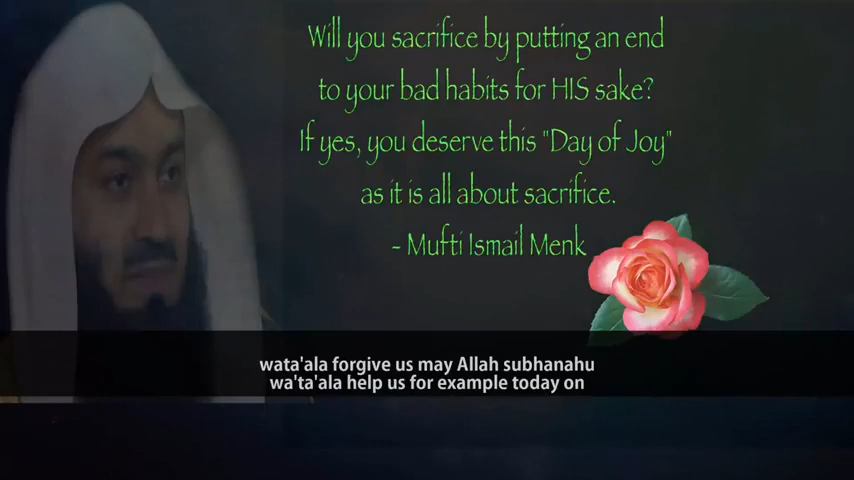 Will you sacrifice by putting an end
to your bad habits for HIS sake?
If yes, you deserve this "Day of Joy"
as it is all about sacrifice.
- Mufti Ismail Menk
wata'ala forgive us may Allah subhanahu
wa'ta'ala help us for example today on